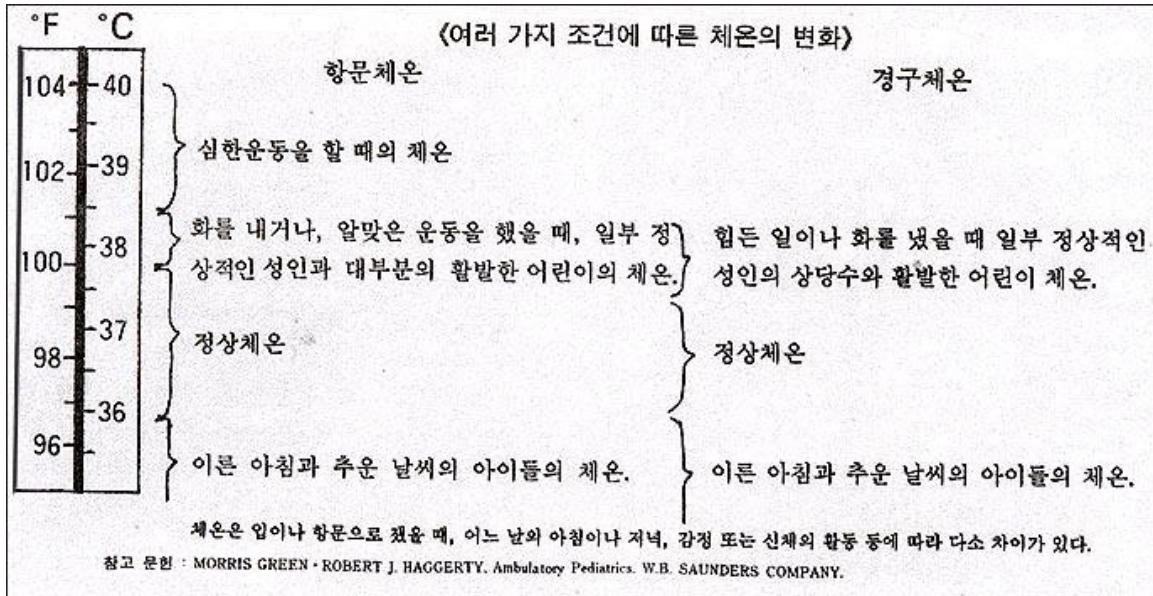 °F °C
《여러 가지 조건에 따른 체온의 변화》
항문체온
경구체온
104 40
심한운동을 할 때의 체온
102 39
화를 내거나, 알맞은 운동을 했을 때, 일부 정
상적인 성인과 대부분의 활발한 어린이의 체온.
힘든 일이나 화를 냈을 때 일부 정상적인
성인의 상당수와 활발한 어린이 체온.
38
100
37
정상체온
정상체온
98
36
96
이른 아침과 추운 날씨의 아이들의 체온.
이른 아침과 추운 날씨의 아이들의 체온.
체온은 입이나 항문으로 쟀을 때, 어느 날의 아침이나 저녁, 감정 또는 신체의 활동 등에 따라 다소 차이가 있다.
참고 문헌 : MORRIS GREEN · ROBERT J. HAGGERTY. Ambulatory Pediatrics. W.B. SAUNDERS COMPANY.